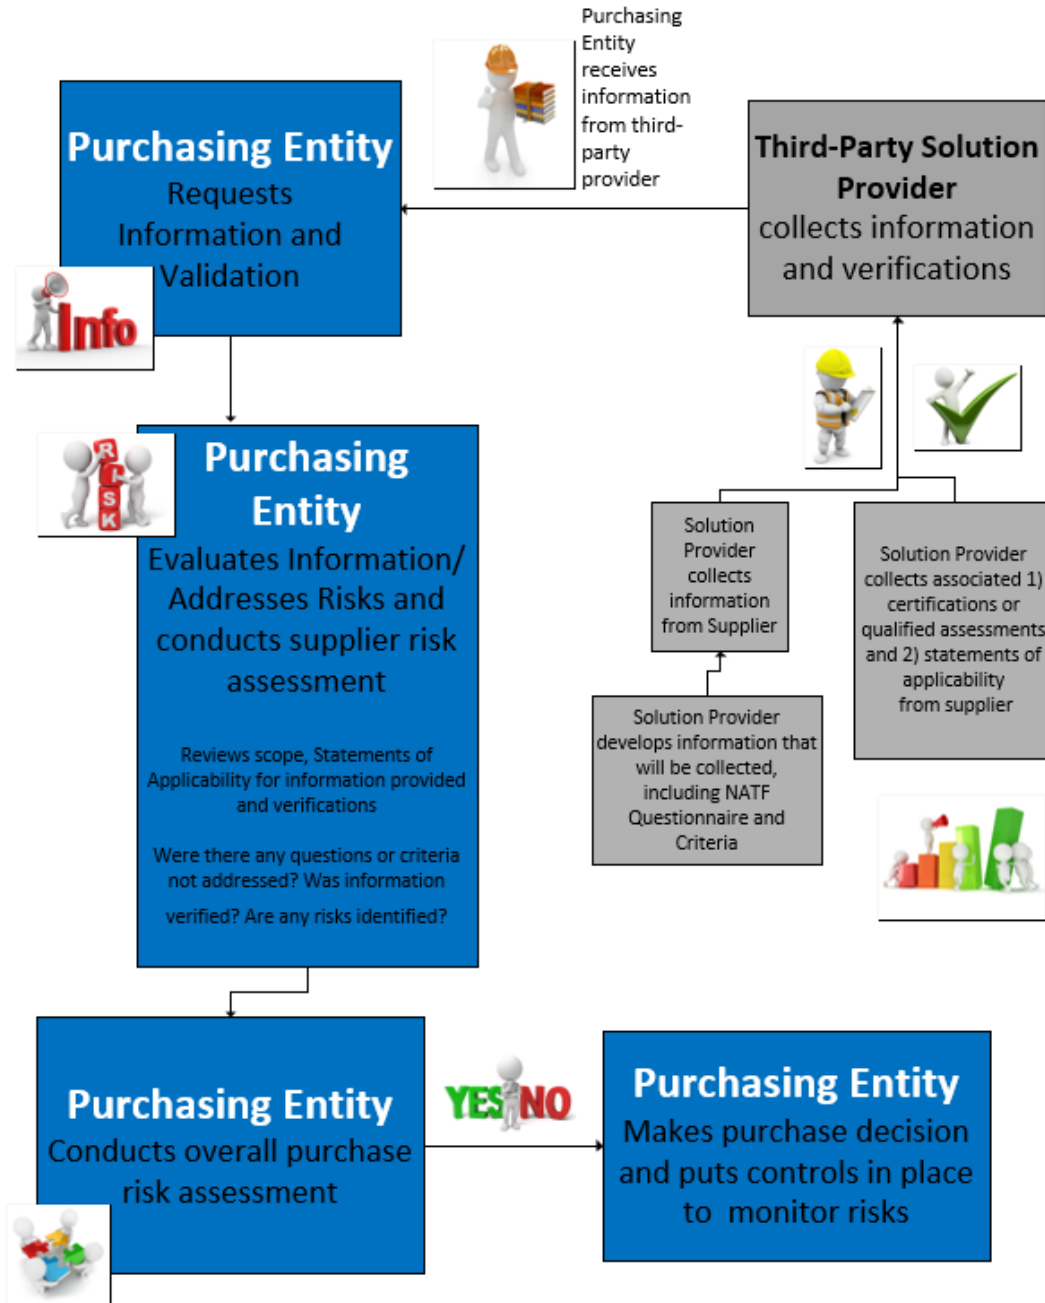 Purchasing
Entity
receives
information
from third-
party
provider
Purchasing Entity
Requests
Information and
Validation
Info
Third-Party Solution
Provider
collects information
and verifications
RISK
Purchasing
Entity
Evaluates Information/
Addresses Risks and
conducts supplier risk
assessment
Reviews scope, Statements of
Applicability for information provided
and verifications
Were there any questions or criteria
not addressed? Was information
verified? Are any risks identified?
Solution
Provider
collects
information
from Supplier
Solution Provider
collects associated 1)
certifications or
qualified assessments
and 2) statements of
applicability
from supplier
Solution Provider
develops information that
will be collected,
including NATF
Questionnaire and
Criteria
Purchasing Entity
Conducts overall purchase
risk assessment
YES NO
Purchasing Entity
Makes purchase decision
and puts controls in place
to monitor risks